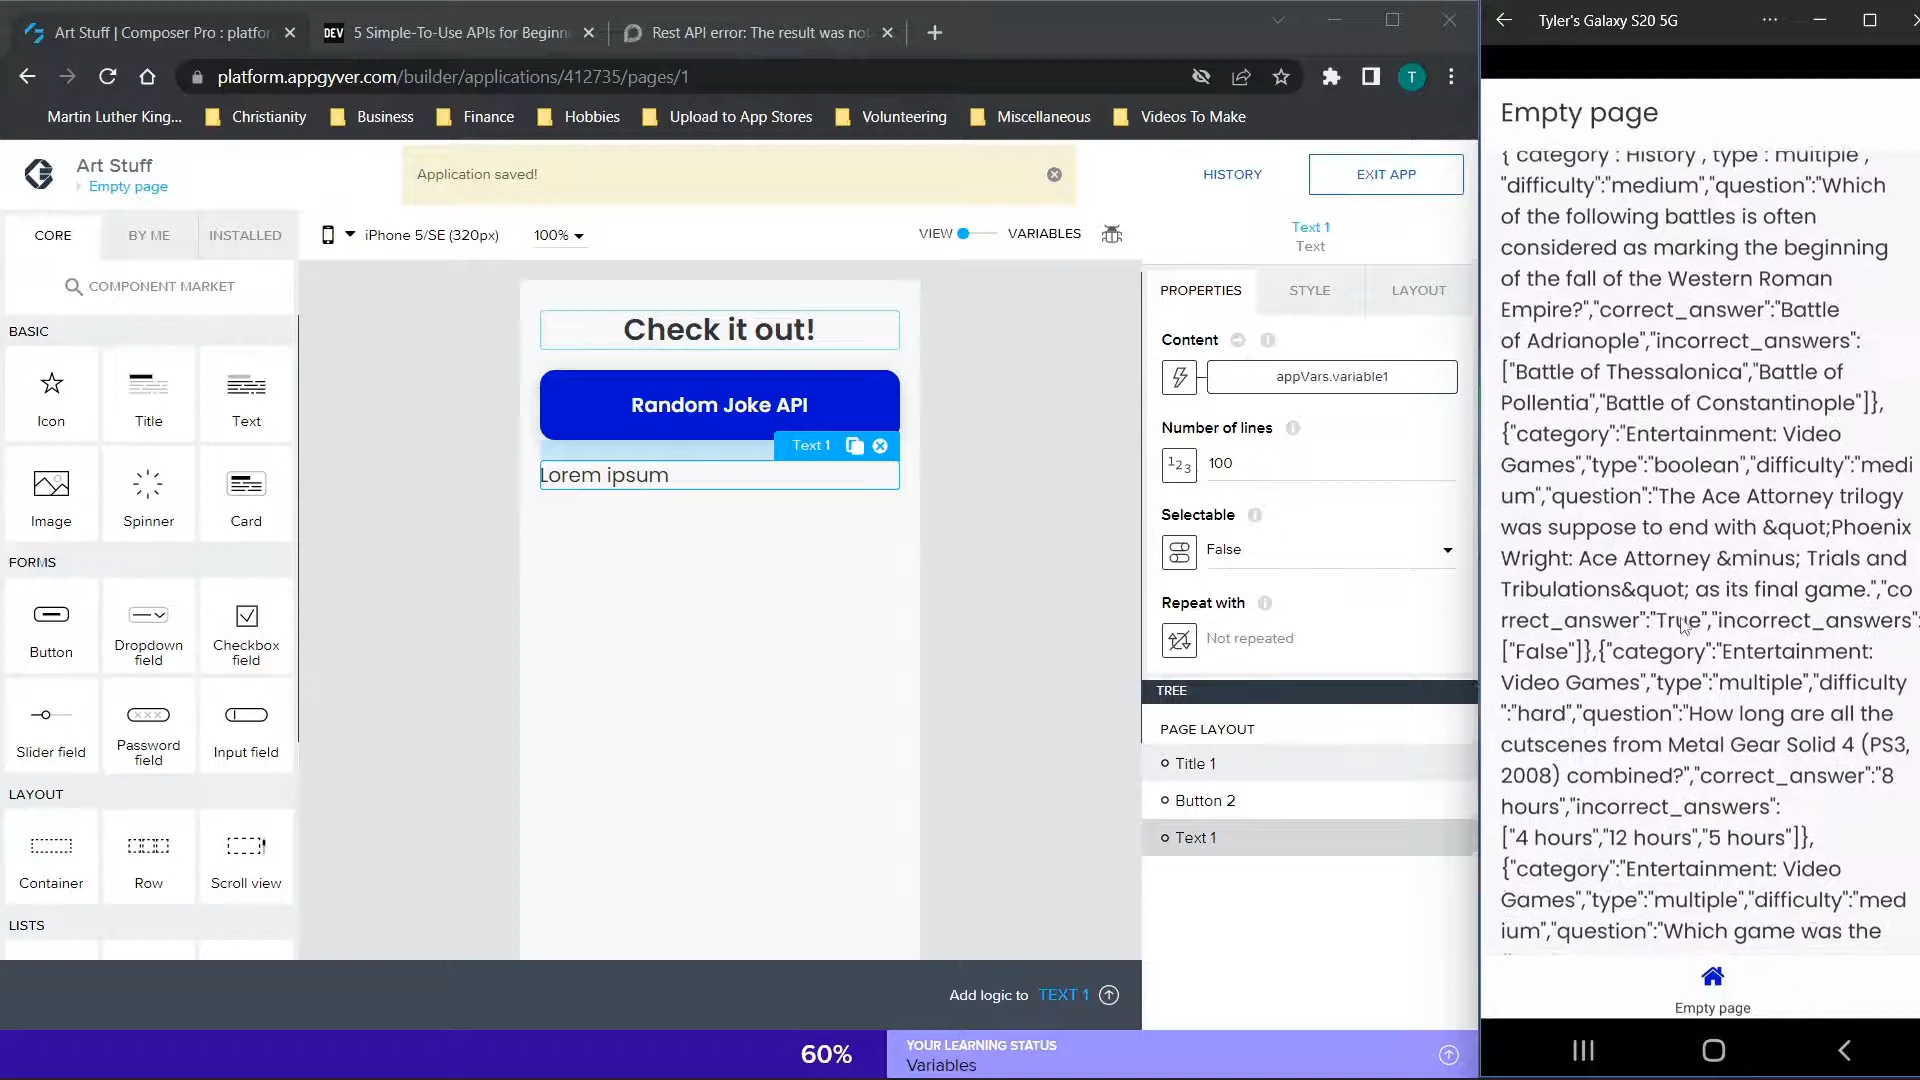 Art Stuff | Composer Pro : platfor
DEV 5 Simple-To-Use APIs for Beginn
Rest API error: The result was not
platform.appgyver.com/builder/applications/412735/pages/1
T
Martin Luther King...
Christianity
Business
Finance
Hobbies
Upload to App Stores
Volunteering
Miscellaneous
Videos To Make
Art Stuff
Empty page
Application saved!
HISTORY
EXIT APP
CORE
BY ME
INSTALLED
iPhone 5/SE (320px)
100%
VIEW
VARIABLES
COMPONENT MARKET
BASIC
Icon
Title
Text
Image
Spinner
Card
FORMS
Button
Dropdown
field
Checkbox
field
Slider field
Password
field
Input field
LAYOUT
Container
Row
Scroll view
LISTS
Check it out!
Random Joke API
Text 1
Lorem ipsum
Add logic to TEXT 1
Text 1
Text
PROPERTIES
STYLE
LAYOUT
Content
appVars.variable1
Number of lines
123
100
Selectable
False
Repeat with
Not repeated
TREE
PAGE LAYOUT
Title 1
Button 2
Text 1
60%
YOUR LEARNING STATUS
Variables
Tyler's Galaxy S20 5G
Empty page
{"category":"History","type":"multiple",
"difficulty":"medium","question":"Which
of the following battles is often
considered as marking the beginning
of the fall of the Western Roman
Empire?","correct_answer":"Battle
of Adrianople","incorrect_answers":
["Battle of Thessalonica","Battle of
Pollentia","Battle of Constantinople"]},
{"category":"Entertainment: Video
Games","type":"boolean","difficulty":"medi
um","question":"The Ace Attorney trilogy
was suppose to end with &quot;Phoenix
Wright: Ace Attorney &minus; Trials and
Tribulations&quot; as its final game.","co
rrect_answer":"True","incorrect_answers":
["False"]},{"category":"Entertainment:
Video Games","type":"multiple","difficulty
":"hard","question":"How long are all the
cutscenes from Metal Gear Solid 4 (PS3,
2008) combined?","correct_answer":"8
hours","incorrect_answers":
["4 hours","12 hours","5 hours"]},
{"category":"Entertainment: Video
Games","type":"multiple","difficulty":"med
ium","question":"Which game was the
Empty page